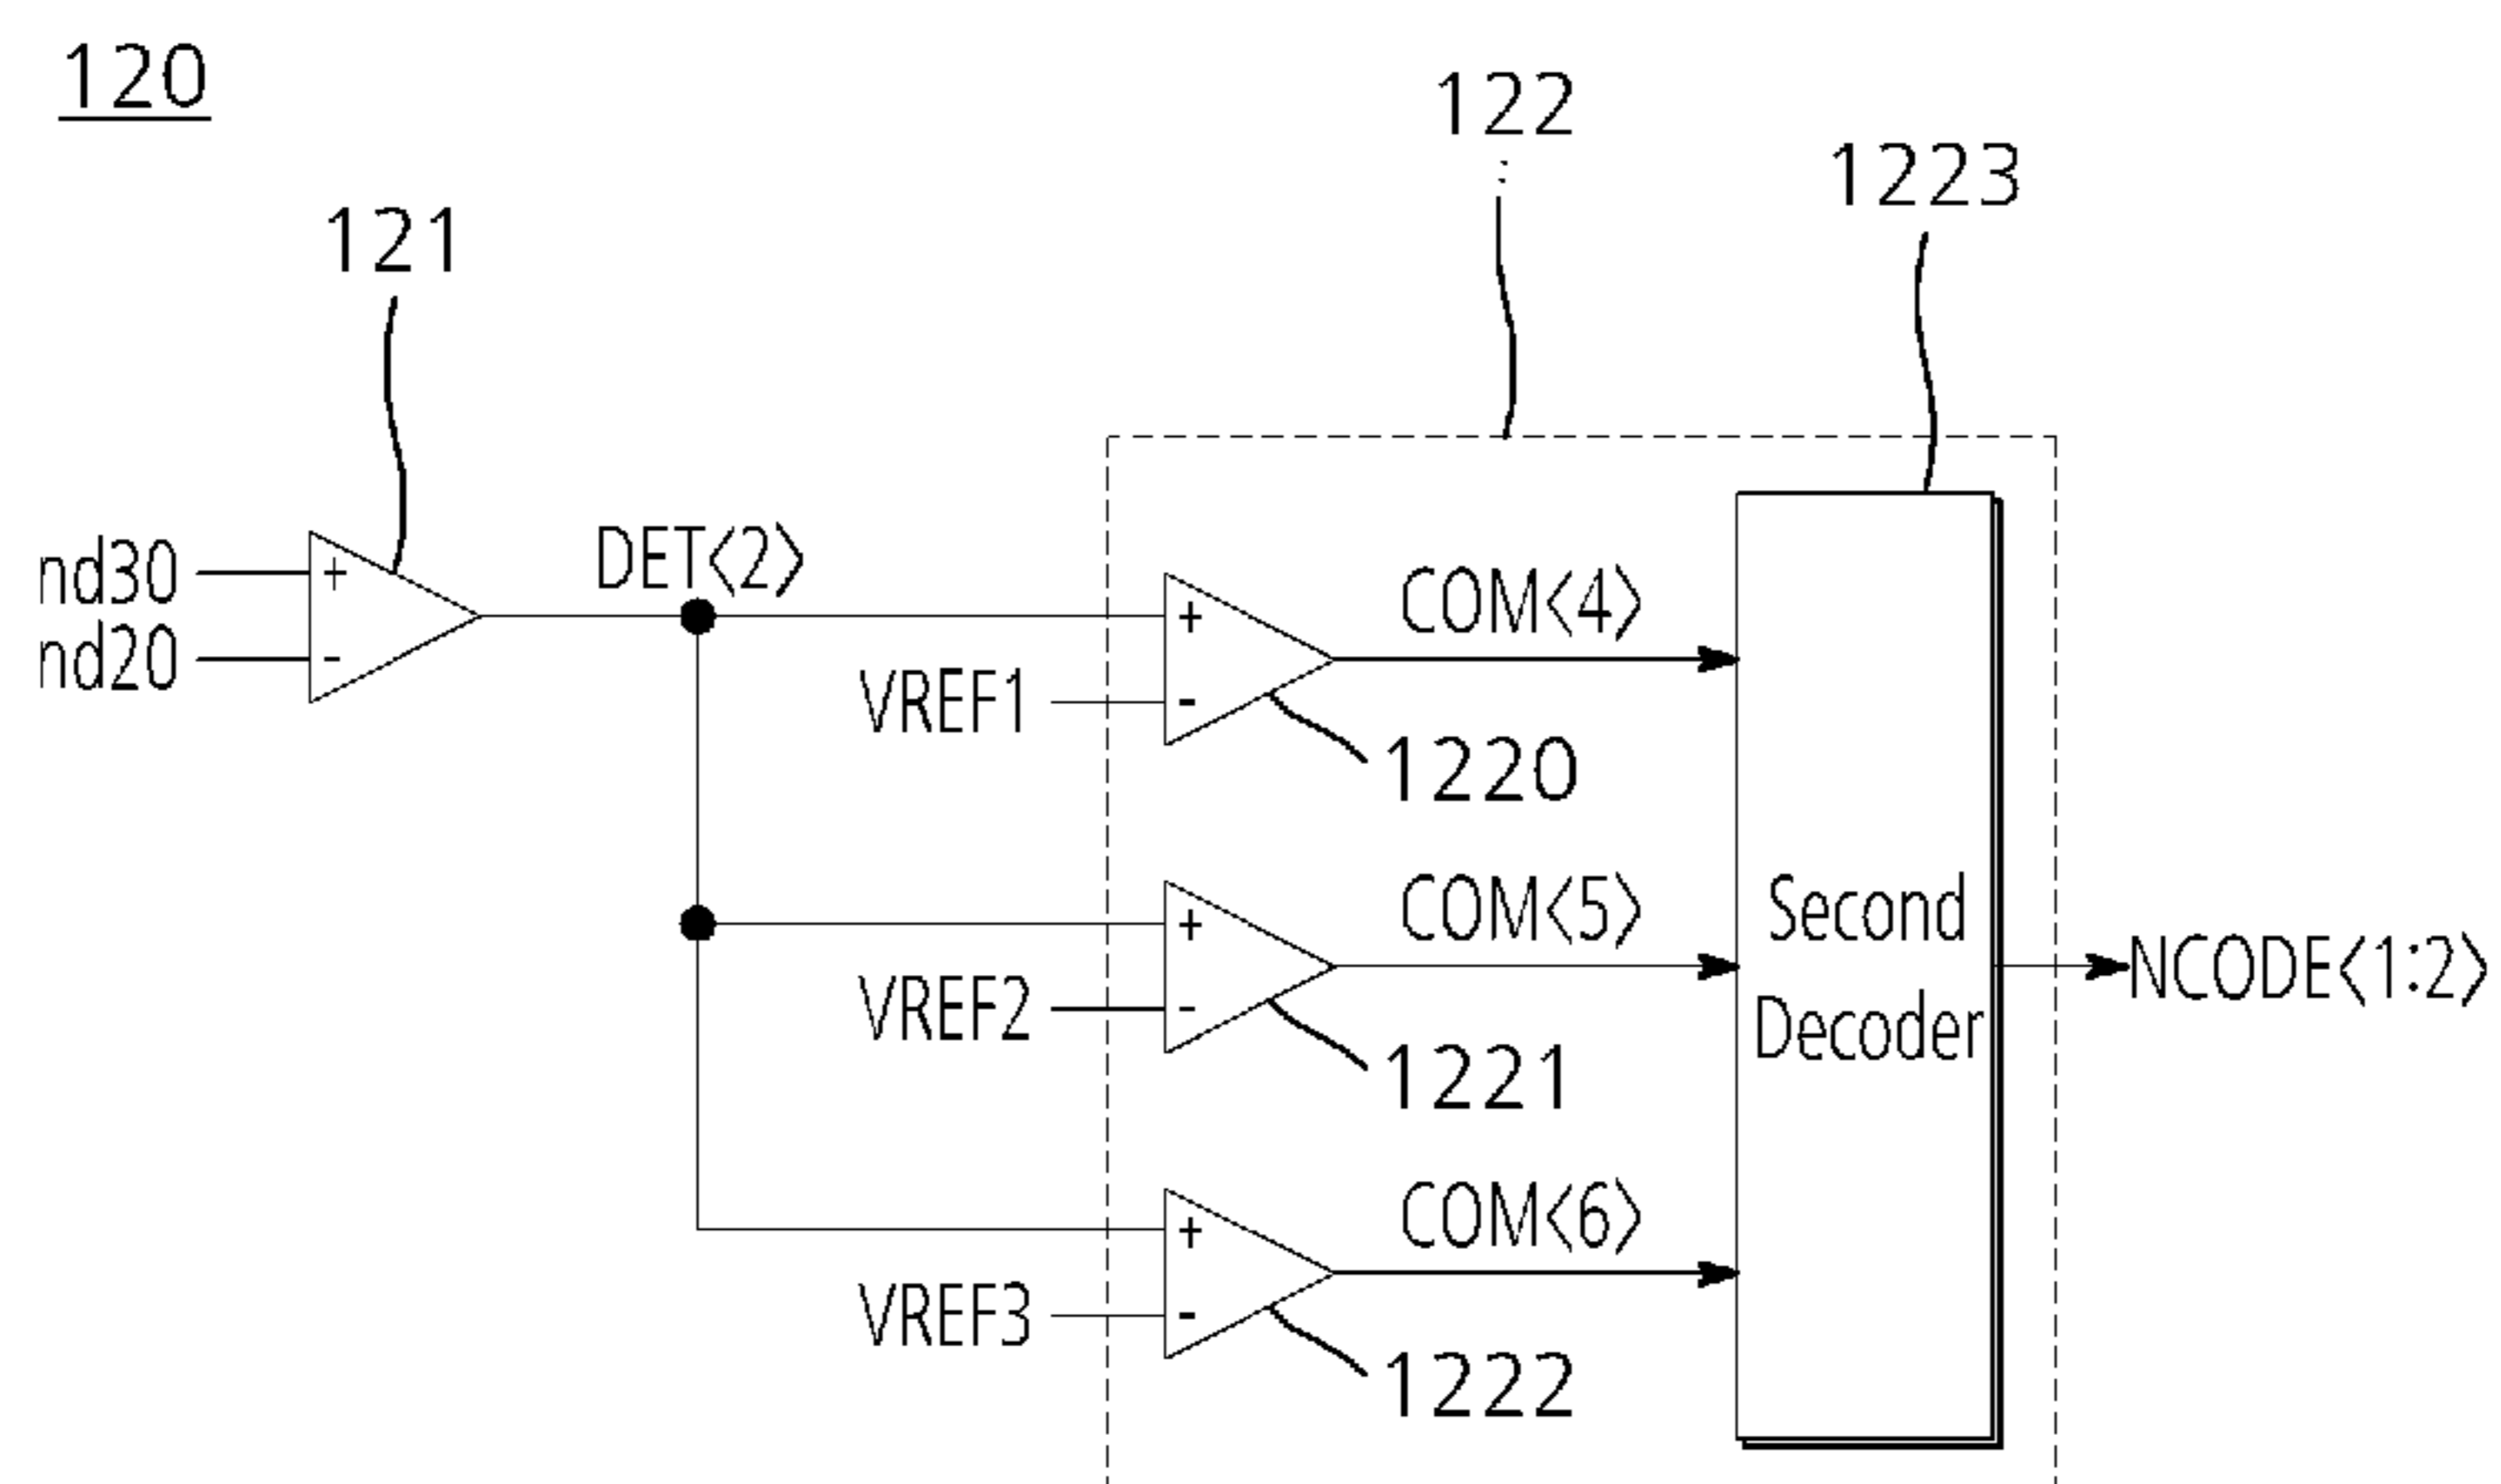 120
122
1223
121
nd30
+
nd20
-
DET〈2〉
+
VREF1
-
COM〈4〉
1220
+
VREF2
-
COM〈5〉
1221
+
VREF3
-
COM〈6〉
1222
Second
Decoder
NCODE〈1:2〉